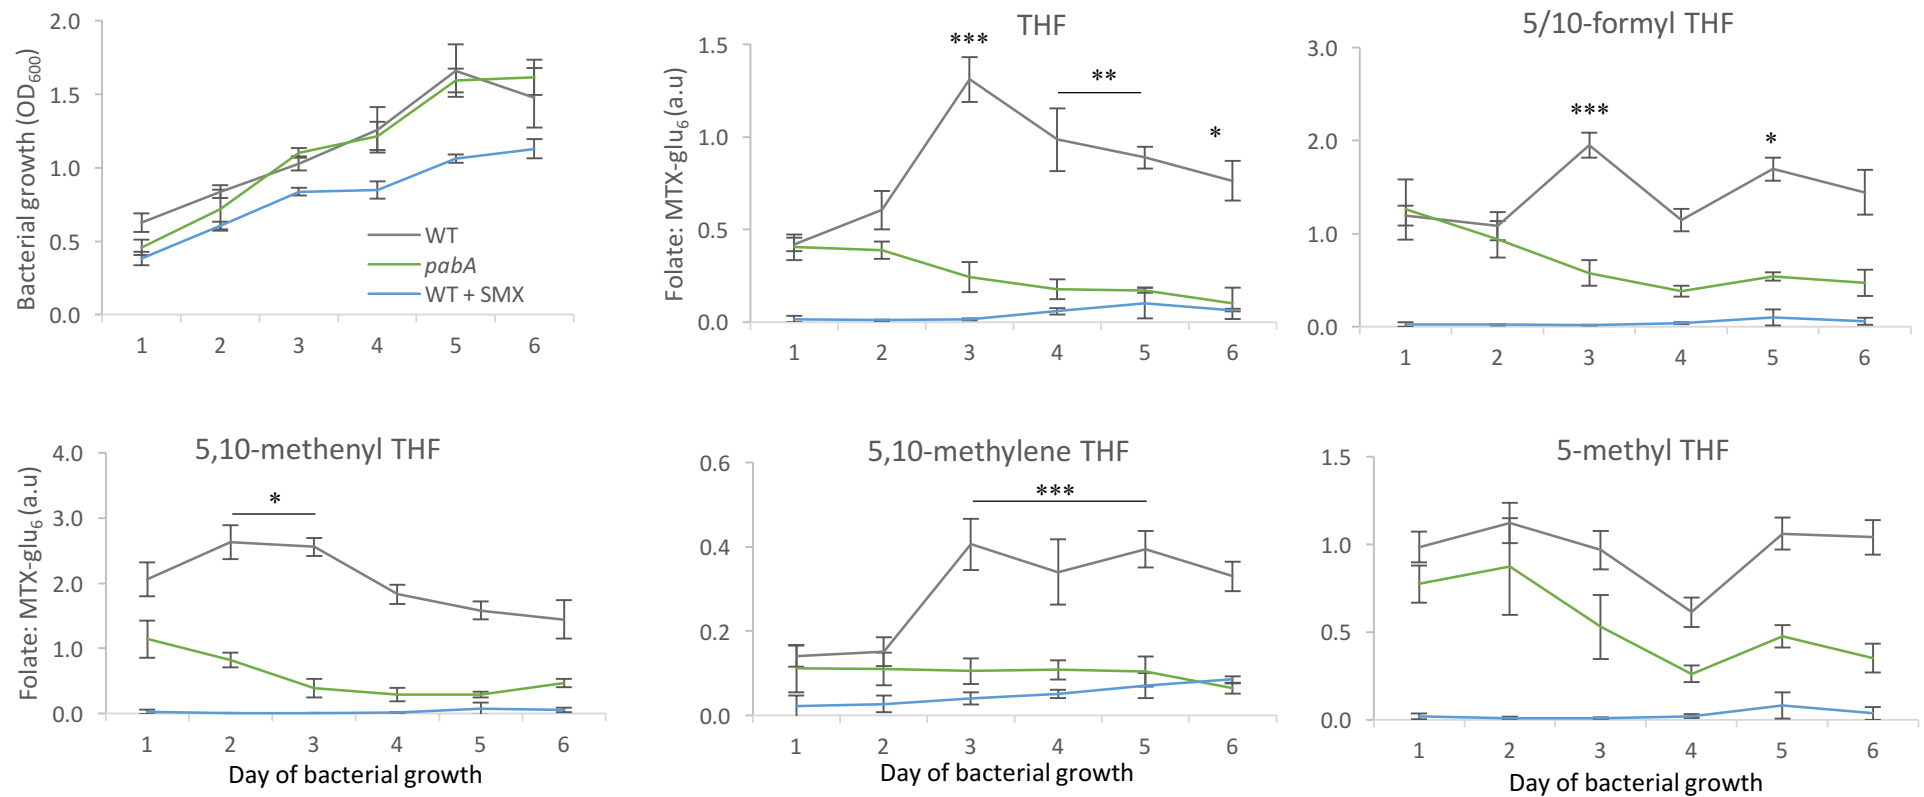 Bacterial growth (OD600)
2.0
1.5
1.0
0.5
0.0
WT
pabA
WT + SMX
1 2 3 4 5 6
THF
Folate: MTX-glu6 (a.u)
1.5
1.0
0.5
0.0
***
**
*
1 2 3 4 5 6
5/10-formyl THF
3.0
2.0
1.0
0.0
***
*
1 2 3 4 5 6
5,10-methenyl THF
Folate: MTX-glu6 (a.u)
4.0
3.0
2.0
1.0
0.0
*
1 2 3 4 5 6
Day of bacterial growth
5,10-methylene THF
0.6
0.4
0.2
0.0
***
1 2 3 4 5 6
Day of bacterial growth
5-methyl THF
1.5
1.0
0.5
0.0
1 2 3 4 5 6
Day of bacterial growth